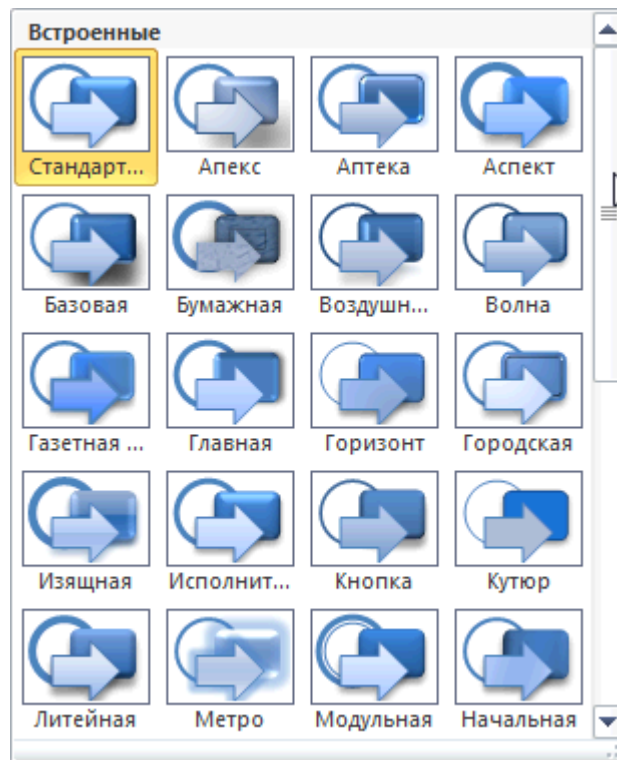 Встроенные
Стандарт... Апекс Аптека Аспект
Базовая Бумажная Воздушн... Волна
Газетная ... Главная Горизонт Городская
Изящная Исполнит... Кнопка Кутюр
Литейная Метро Модульная Начальная